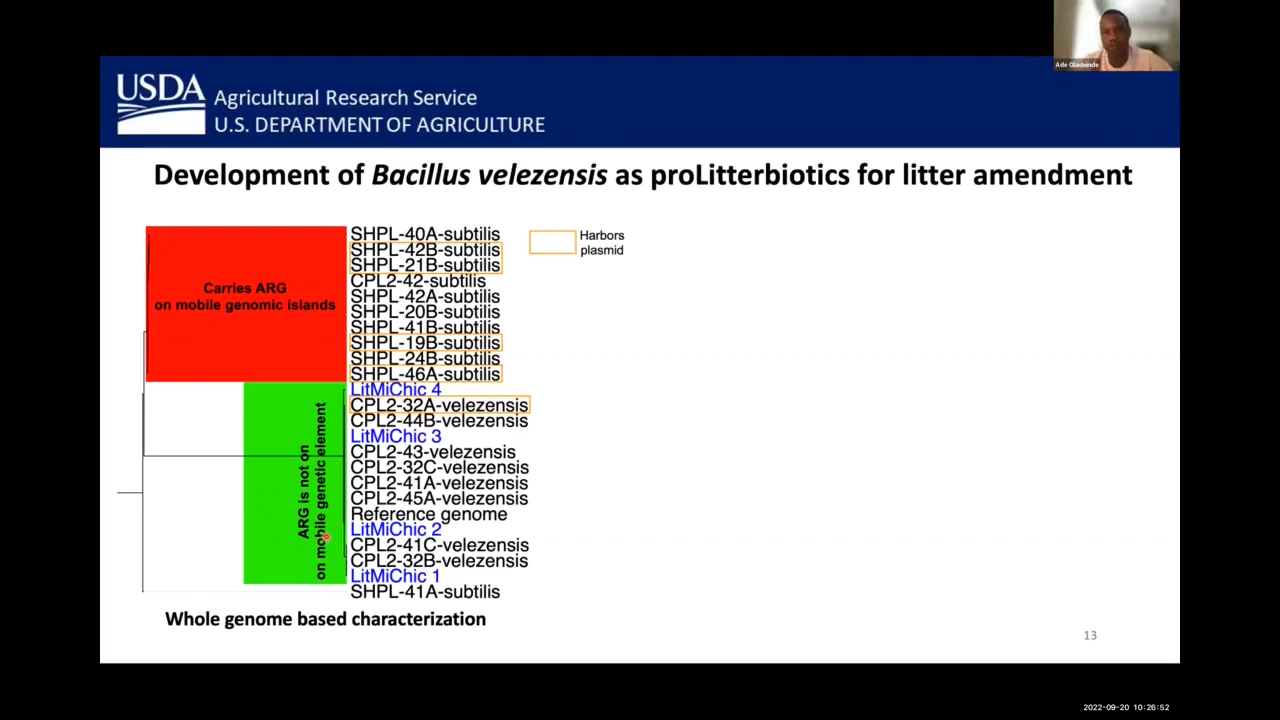 Ade Oladeinde
USDA
Agricultural Research Service
U.S. DEPARTMENT OF AGRICULTURE
Development of Bacillus velezensis as proLitterbiotics for litter amendment
Carries ARG
on mobile genomic islands
ARG is not on
on mobile genetic element
SHPL-40A-subtilis
SHPL-42B-subtilis
SHPL-21B-subtilis
CPL2-42-subtilis
SHPL-42A-subtilis
SHPL-20B-subtilis
SHPL-41B-subtilis
SHPL-19B-subtilis
SHPL-24B-subtilis
SHPL-46A-subtilis
LitMiChic 4
CPL2-32A-velezensis
CPL2-44B-velezensis
LitMiChic 3
CPL2-43-velezensis
CPL2-32C-velezensis
CPL2-41A-velezensis
CPL2-45A-velezensis
Reference genome
LitMiChic 2
CPL2-41C-velezensis
CPL2-32B-velezensis
LitMiChic 1
SHPL-41A-subtilis
Harbors
plasmid
Whole genome based characterization
13
2022-09-20 10:26:52